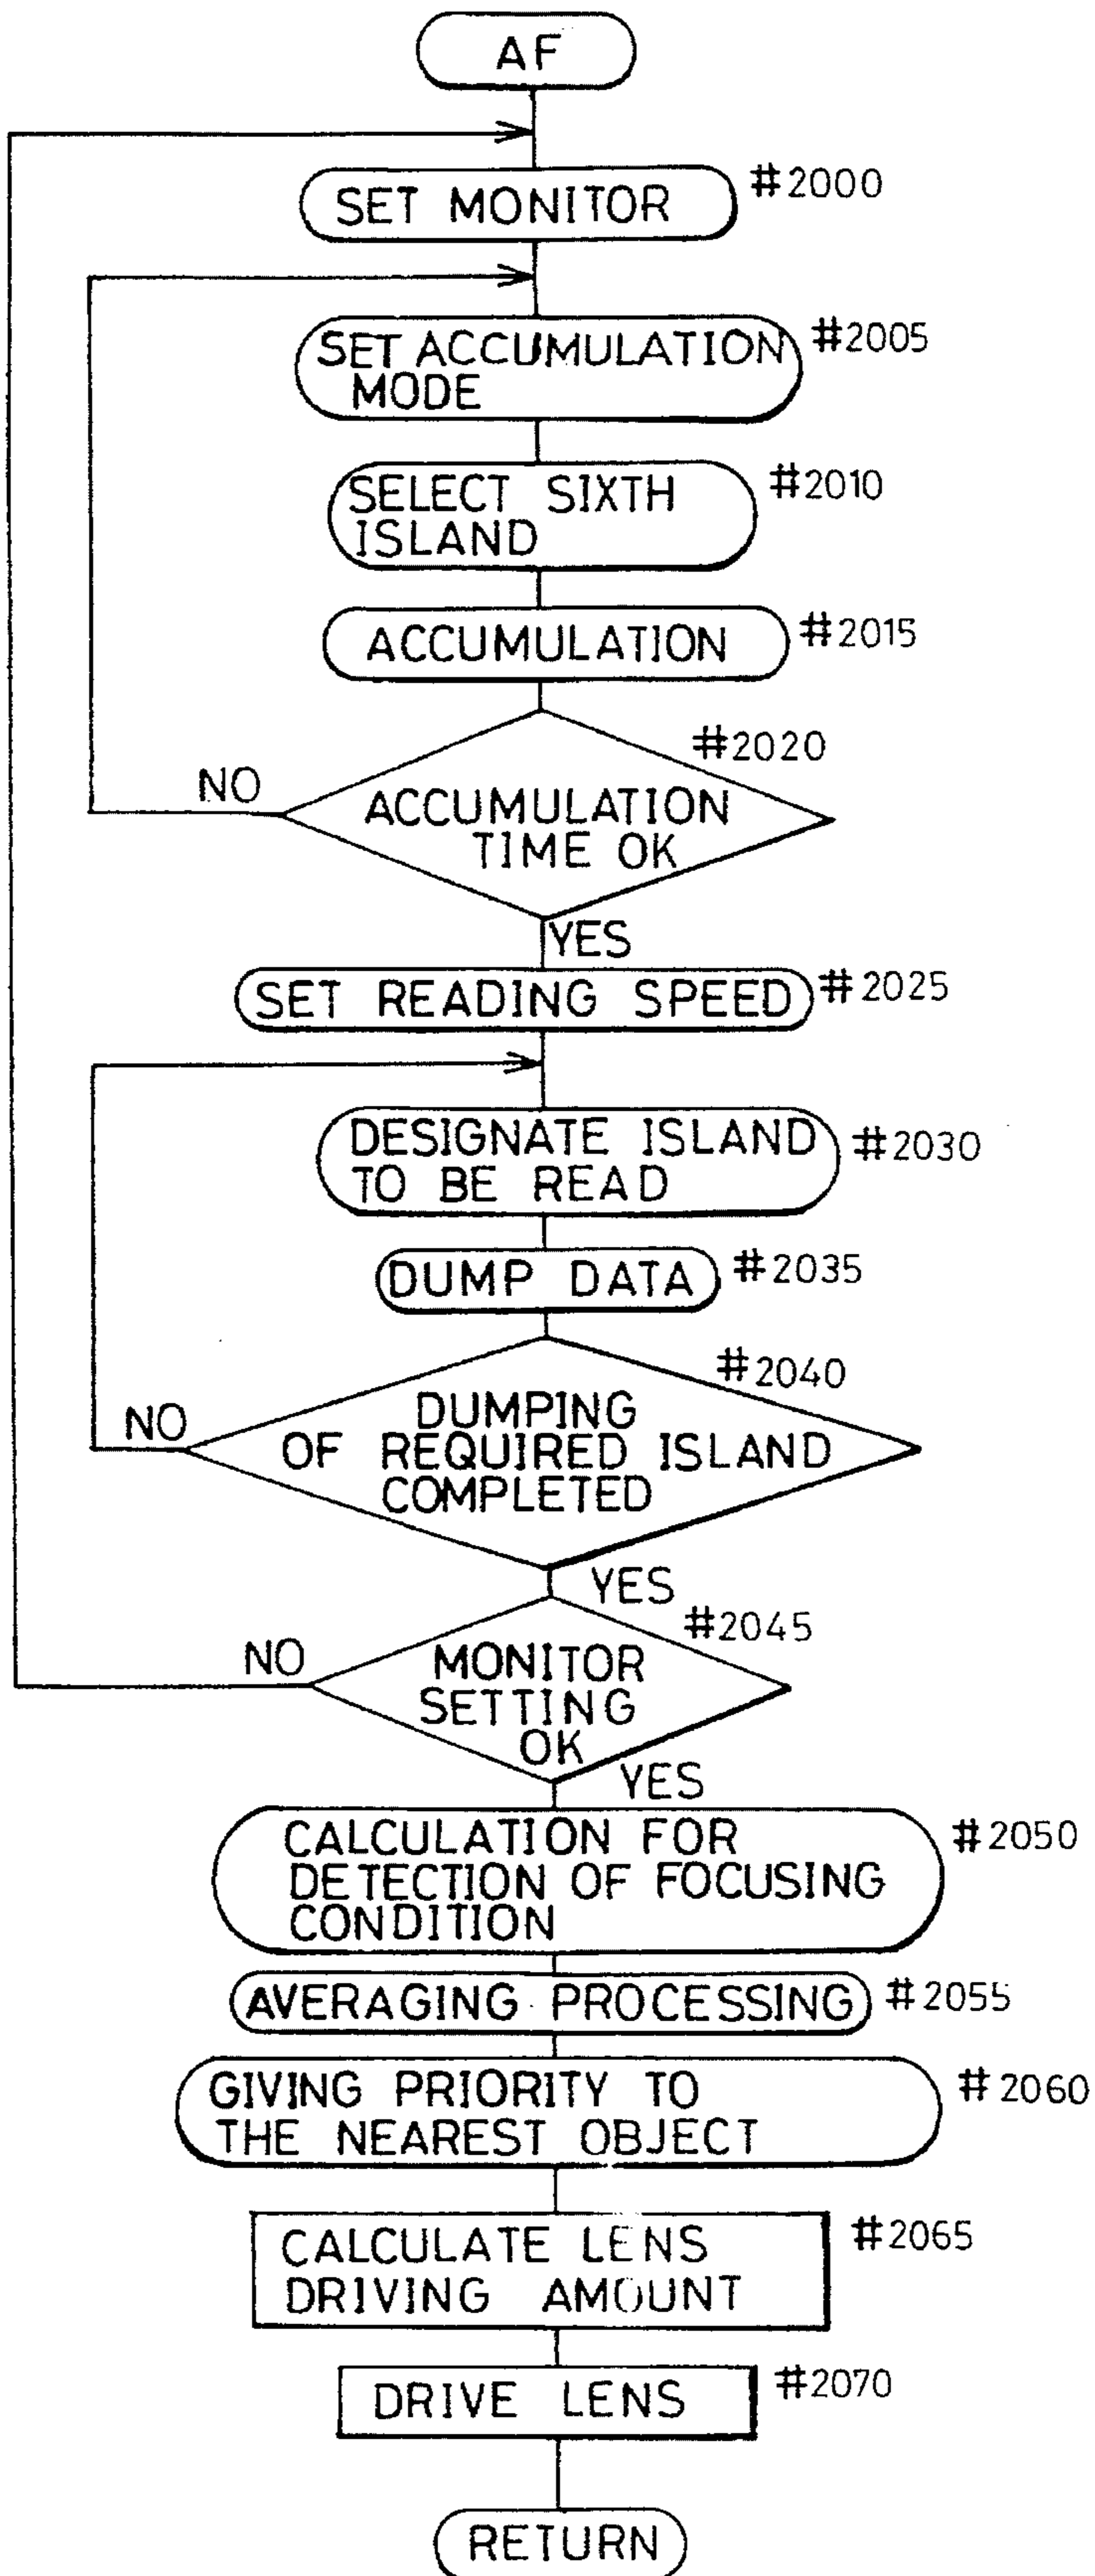 AF
SET MONITOR #2000
SET ACCUMULATION #2005
MODE
SELECT SIXTH #2010
ISLAND
ACCUMULATION #2015
#2020
NO
ACCUMULATION
TIME OK
YES
SET READING SPEED #2025
DESIGNATE ISLAND #2030
TO BE READ
DUMP DATA #2035
#2040
NO
DUMPING
OF REQUIRED ISLAND
COMPLETED
YES
#2045
NO
MONITOR
SETTING
OK
YES
CALCULATION FOR #2050
DETECTION OF FOCUSING
CONDITION
AVERAGING PROCESSING #2055
GIVING PRIORITY TO #2060
THE NEAREST OBJECT
CALCULATE LENS #2065
DRIVING AMOUNT
DRIVE LENS #2070
RETURN